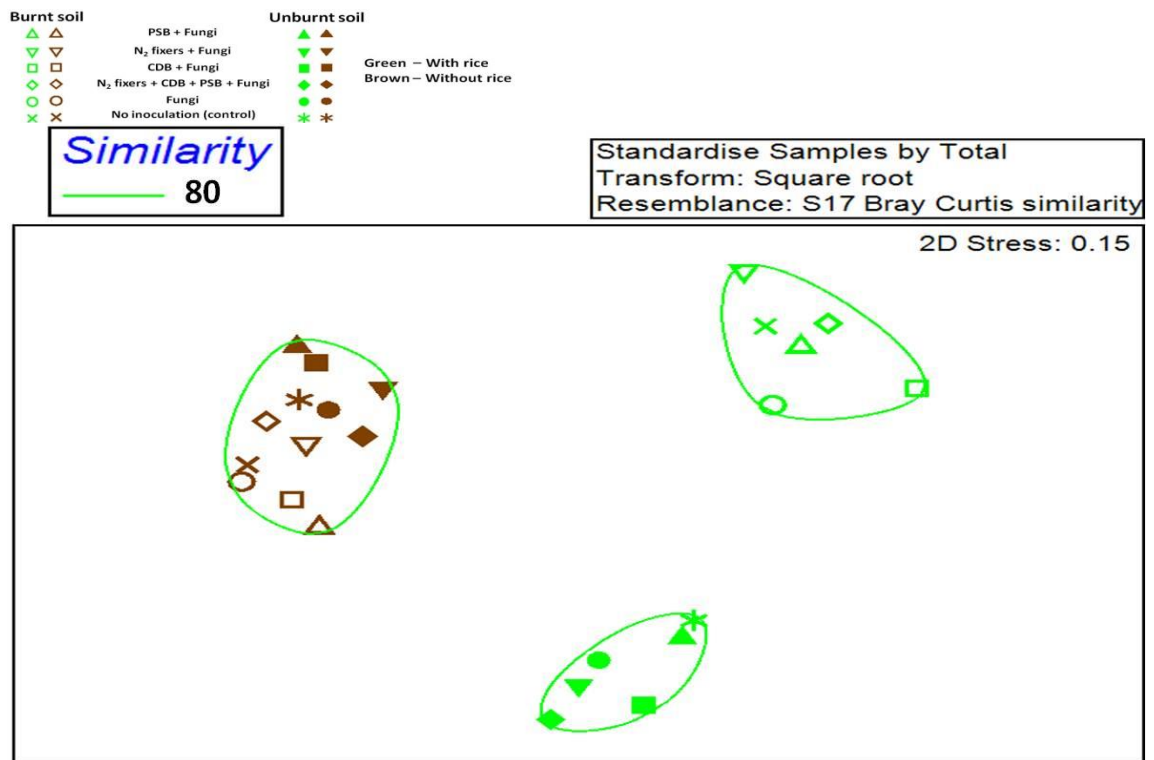 Burnt soil Unburnt soil
PSB + Fungi
N₂ fixers + Fungi
CDB + Fungi
N₂ fixers + CDB + PSB + Fungi
Fungi
No inoculation (control)
Green – With rice
Brown – Without rice
Similarity
80
Standardise Samples by Total
Transform: Square root
Resemblance: S17 Bray Curtis similarity
2D Stress: 0.15